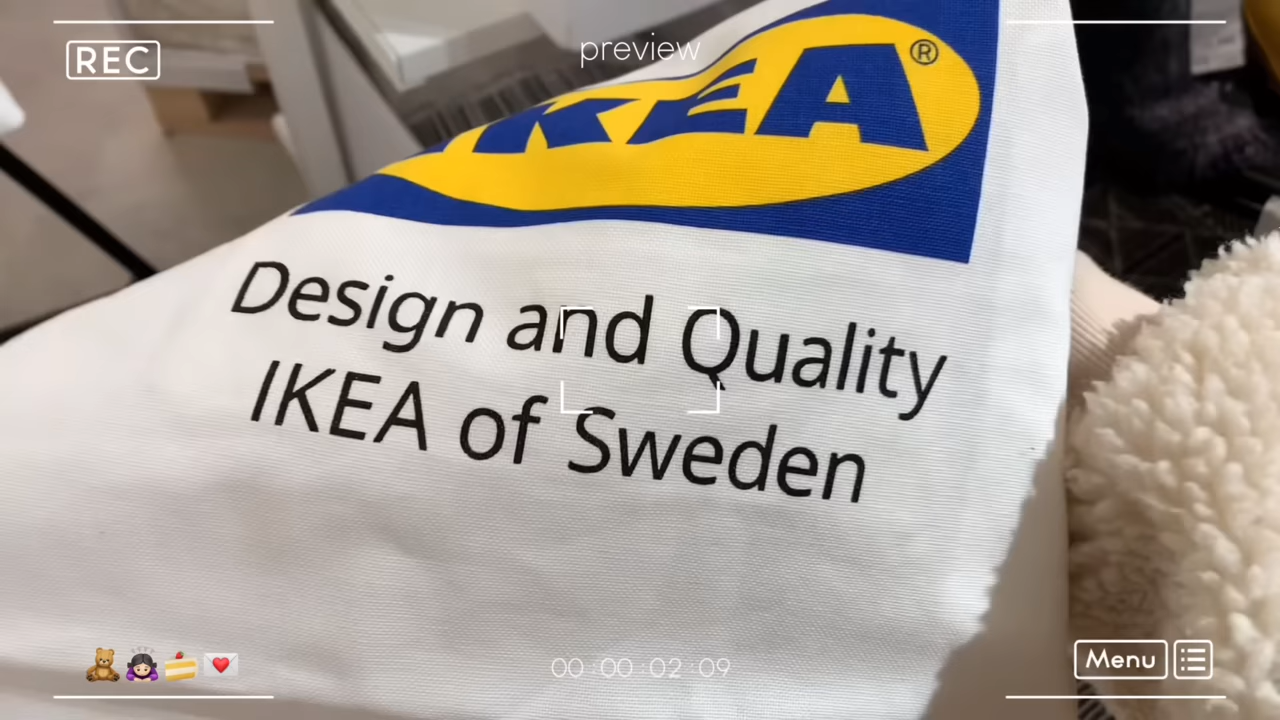 REC
preview
IKEA®
Design and Quality
IKEA of Sweden
00:00:02:09
Menu